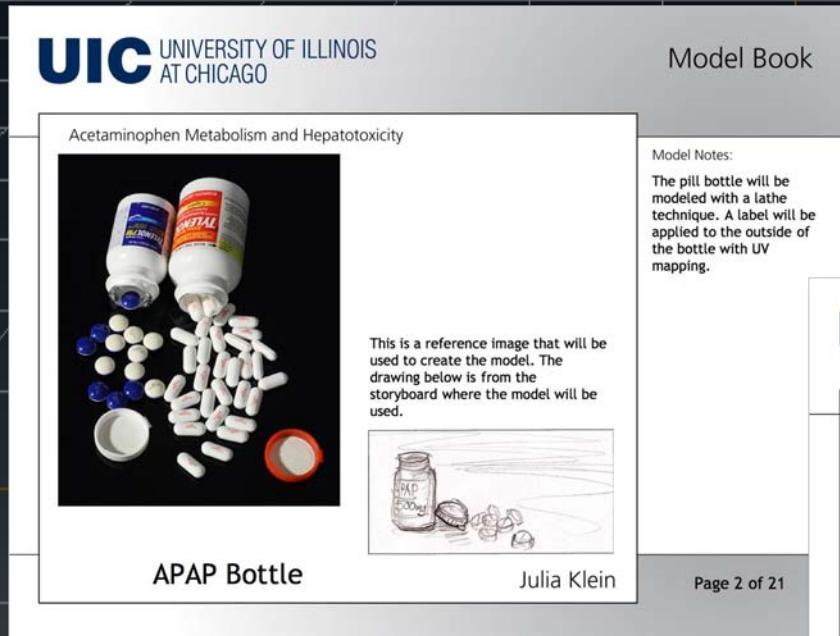 UIC UNIVERSITY OF ILLINOIS
AT CHICAGO
Model Book
Acetaminophen Metabolism and Hepatotoxicity
TYLENOL PM
TYLENOL
This is a reference image that will be
used to create the model. The
drawing below is from the
storyboard where the model will be
used.
PAP
500mg
APAP Bottle
Julia Klein
Model Notes:
The pill bottle will be
modeled with a lathe
technique. A label will be
applied to the outside of
the bottle with UV
mapping.
Page 2 of 21